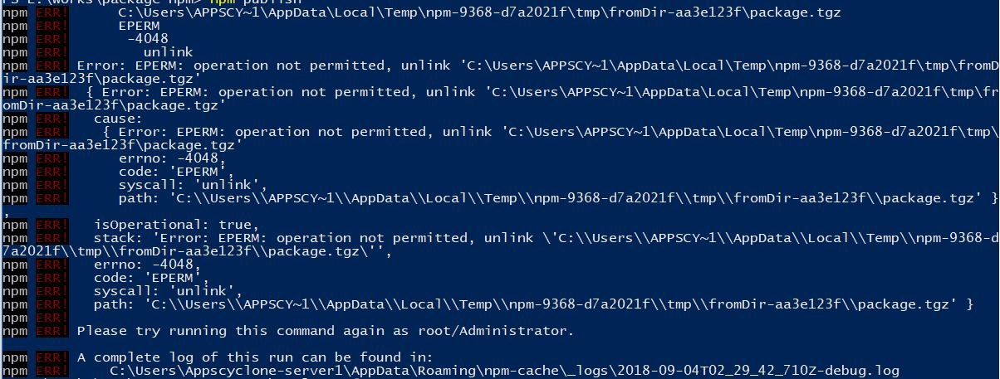 PS E:\Works\package-npm> npm publish
npm ERR!       C:\Users\APPSCY~1\AppData\Local\Temp\npm-9368-d7a2021f\tmp\fromDir-aa3e123f\package.tgz
npm ERR!       EPERM
npm ERR!        -4048
npm ERR!          unlink
npm ERR! Error: EPERM: operation not permitted, unlink 'C:\Users\APPSCY~1\AppData\Local\Temp\npm-9368-d7a2021f\tmp\fromD
ir-aa3e123f\package.tgz'
npm ERR!  { Error: EPERM: operation not permitted, unlink 'C:\Users\APPSCY~1\AppData\Local\Temp\npm-9368-d7a2021f\tmp\fr
omDir-aa3e123f\package.tgz'
npm ERR!   cause:
npm ERR!    { Error: EPERM: operation not permitted, unlink 'C:\Users\APPSCY~1\AppData\Local\Temp\npm-9368-d7a2021f\tmp\
fromDir-aa3e123f\package.tgz'
npm ERR!      errno: -4048,
npm ERR!      code: 'EPERM',
npm ERR!      syscall: 'unlink',
npm ERR!      path: 'C:\\Users\\APPSCY~1\\AppData\\Local\\Temp\\npm-9368-d7a2021f\\tmp\\fromDir-aa3e123f\\package.tgz' }
,
npm ERR!   isOperational: true,
npm ERR!   stack: 'Error: EPERM: operation not permitted, unlink \'C:\\Users\\APPSCY~1\\AppData\\Local\\Temp\\npm-9368-d
7a2021f\\tmp\\fromDir-aa3e123f\\package.tgz\'',
npm ERR!   errno: -4048,
npm ERR!   code: 'EPERM',
npm ERR!   syscall: 'unlink',
npm ERR!   path: 'C:\\Users\\APPSCY~1\\AppData\\Local\\Temp\\npm-9368-d7a2021f\\tmp\\fromDir-aa3e123f\\package.tgz' }
npm ERR!
npm ERR! Please try running this command again as root/Administrator.
npm ERR! A complete log of this run can be found in:
npm ERR!     C:\Users\Appscyclone-server1\AppData\Roaming\npm-cache\_logs\2018-09-04T02_29_42_710Z-debug.log